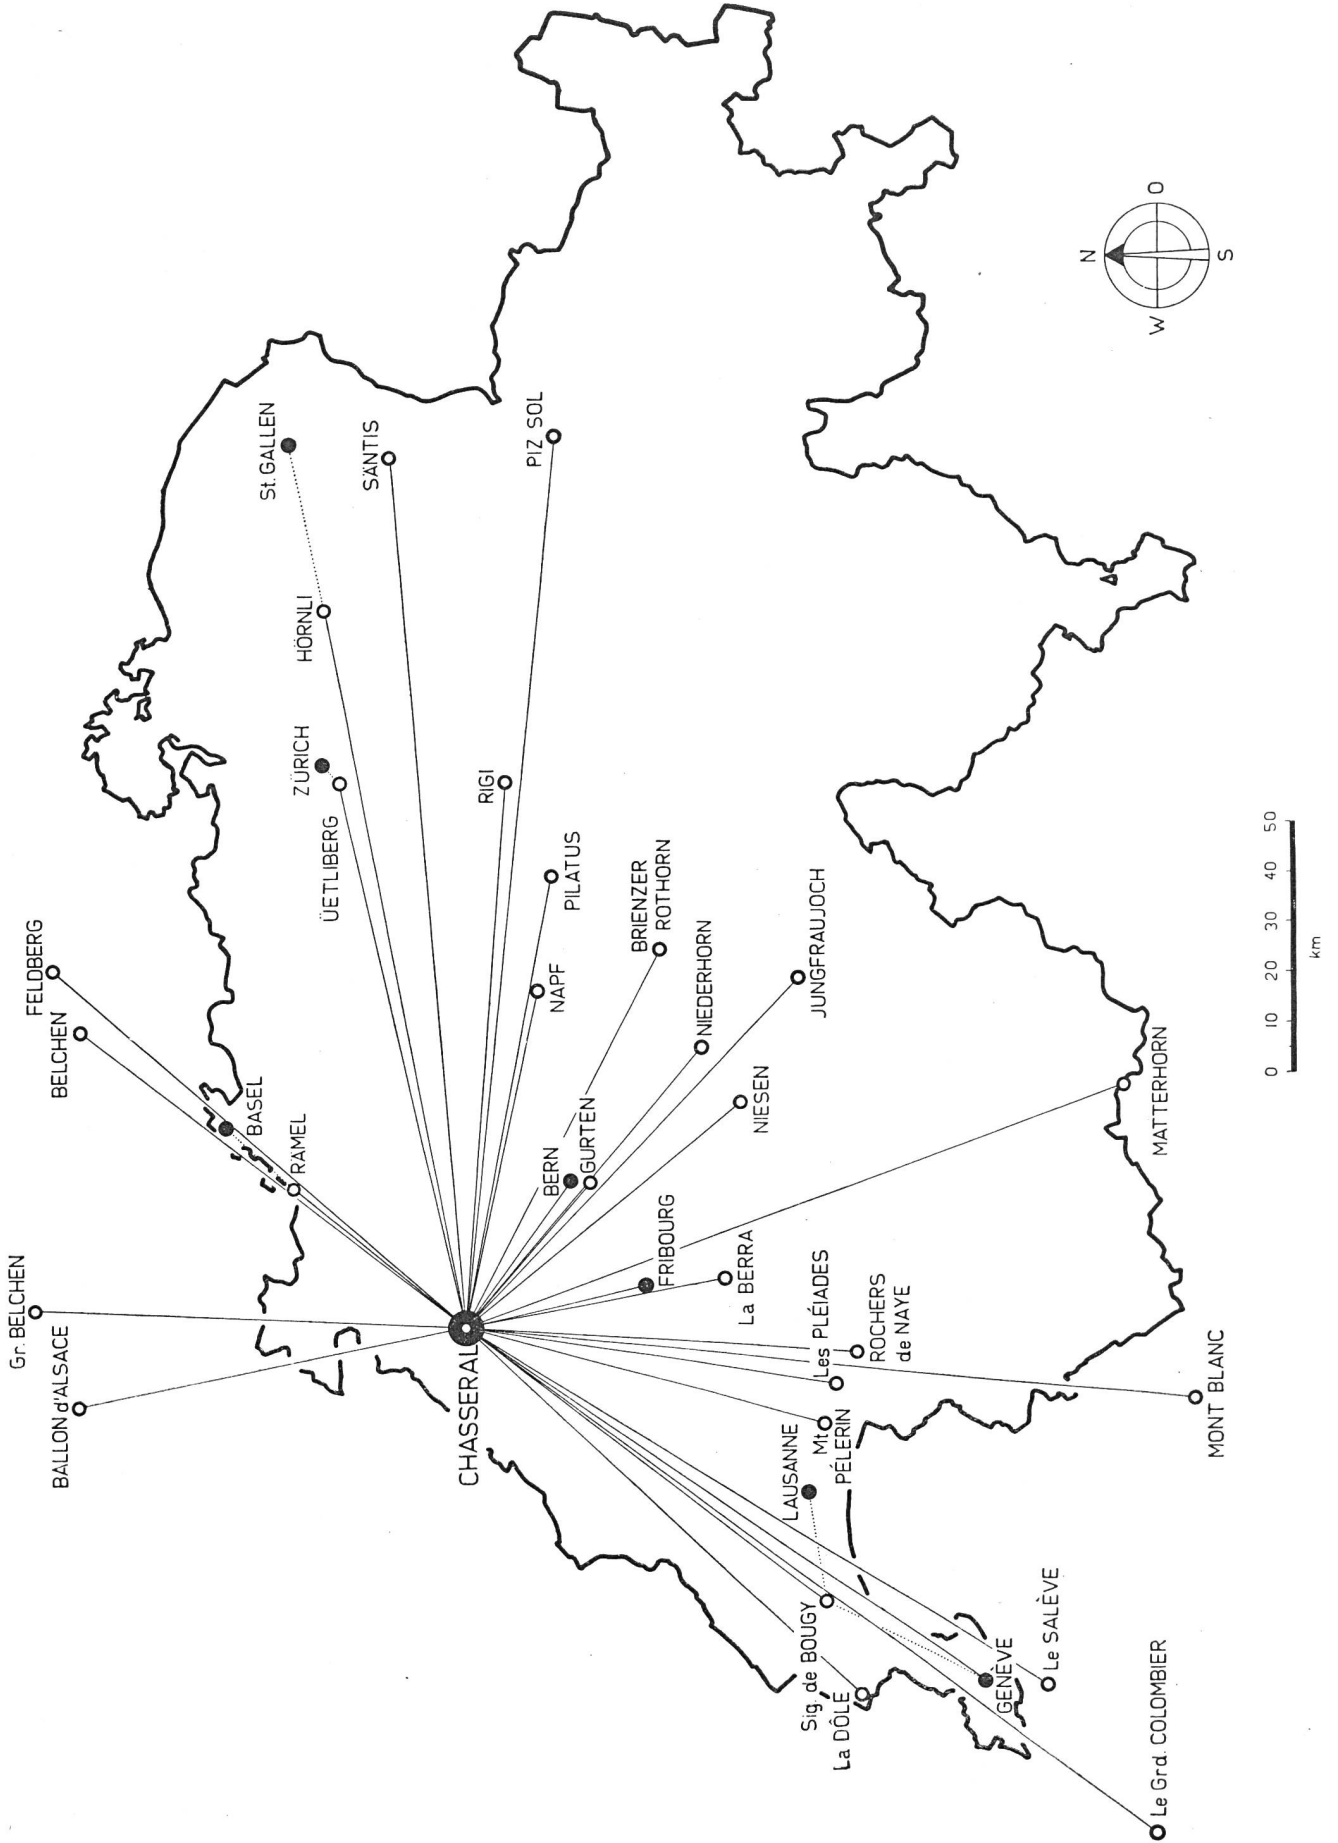 Gr. BELCHEN
BALLON d'ALSACE
FELDBERG
BELCHEN
BASEL
RÄMEL
CHASSERAL
ZÜRICH
ÜETLIBERG
HÖRNLI
St. GALLEN
SÄNTIS
PIZ SOL
RIGI
PILATUS
NAPF
BRIENZER
ROTHORN
BERN
GURTEN
NIEDERHORN
NIESEN
JUNGFRAUJOCH
FRIBOURG
La BERRA
MATTERHORN
Les PLÉIADES
ROCHERS
de NAYE
MONT BLANC
Mt
PÉLERIN
LAUSANNE
Sig. de BOUGY
La DÔLE
GENÈVE
Le SALÈVE
Le Grd. COLOMBIER
N
W
O
S
0 10 20 30 40 50
km